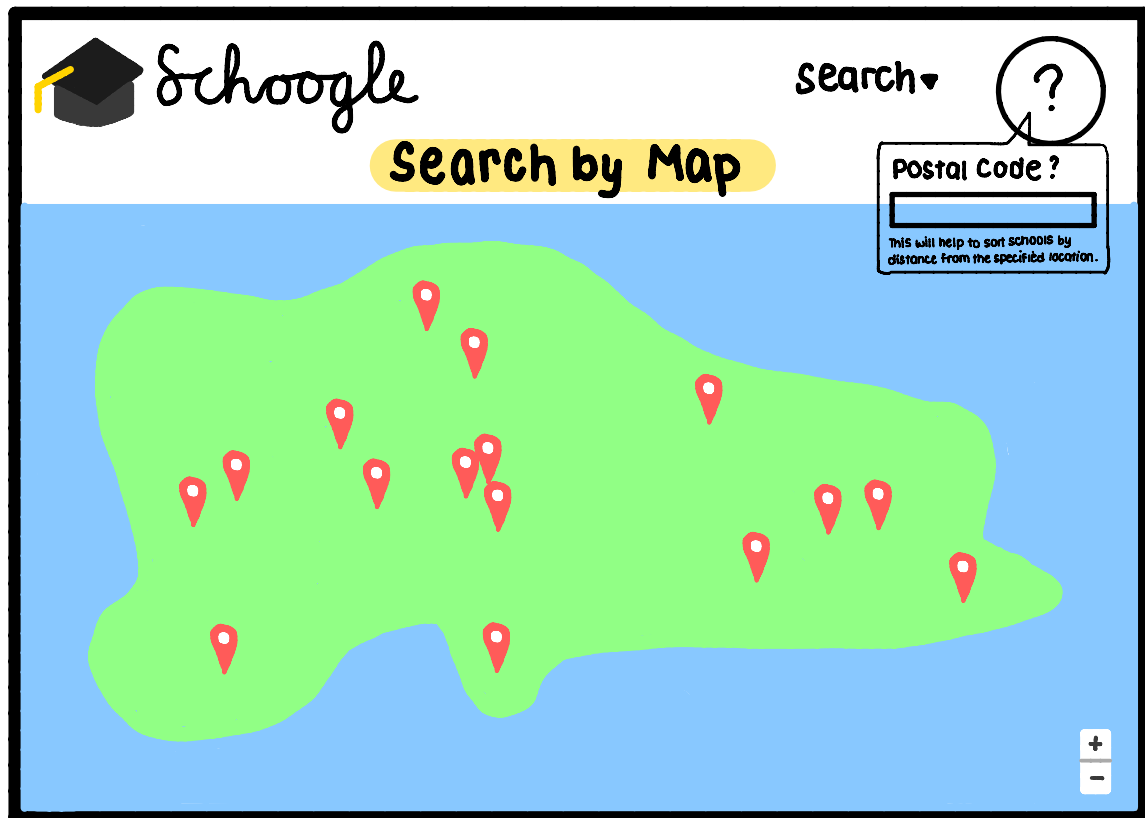 Schoogle
search▾
?
Search by Map
Postal Code?
This will help to sort schools by
distance from the specified location.
+
-